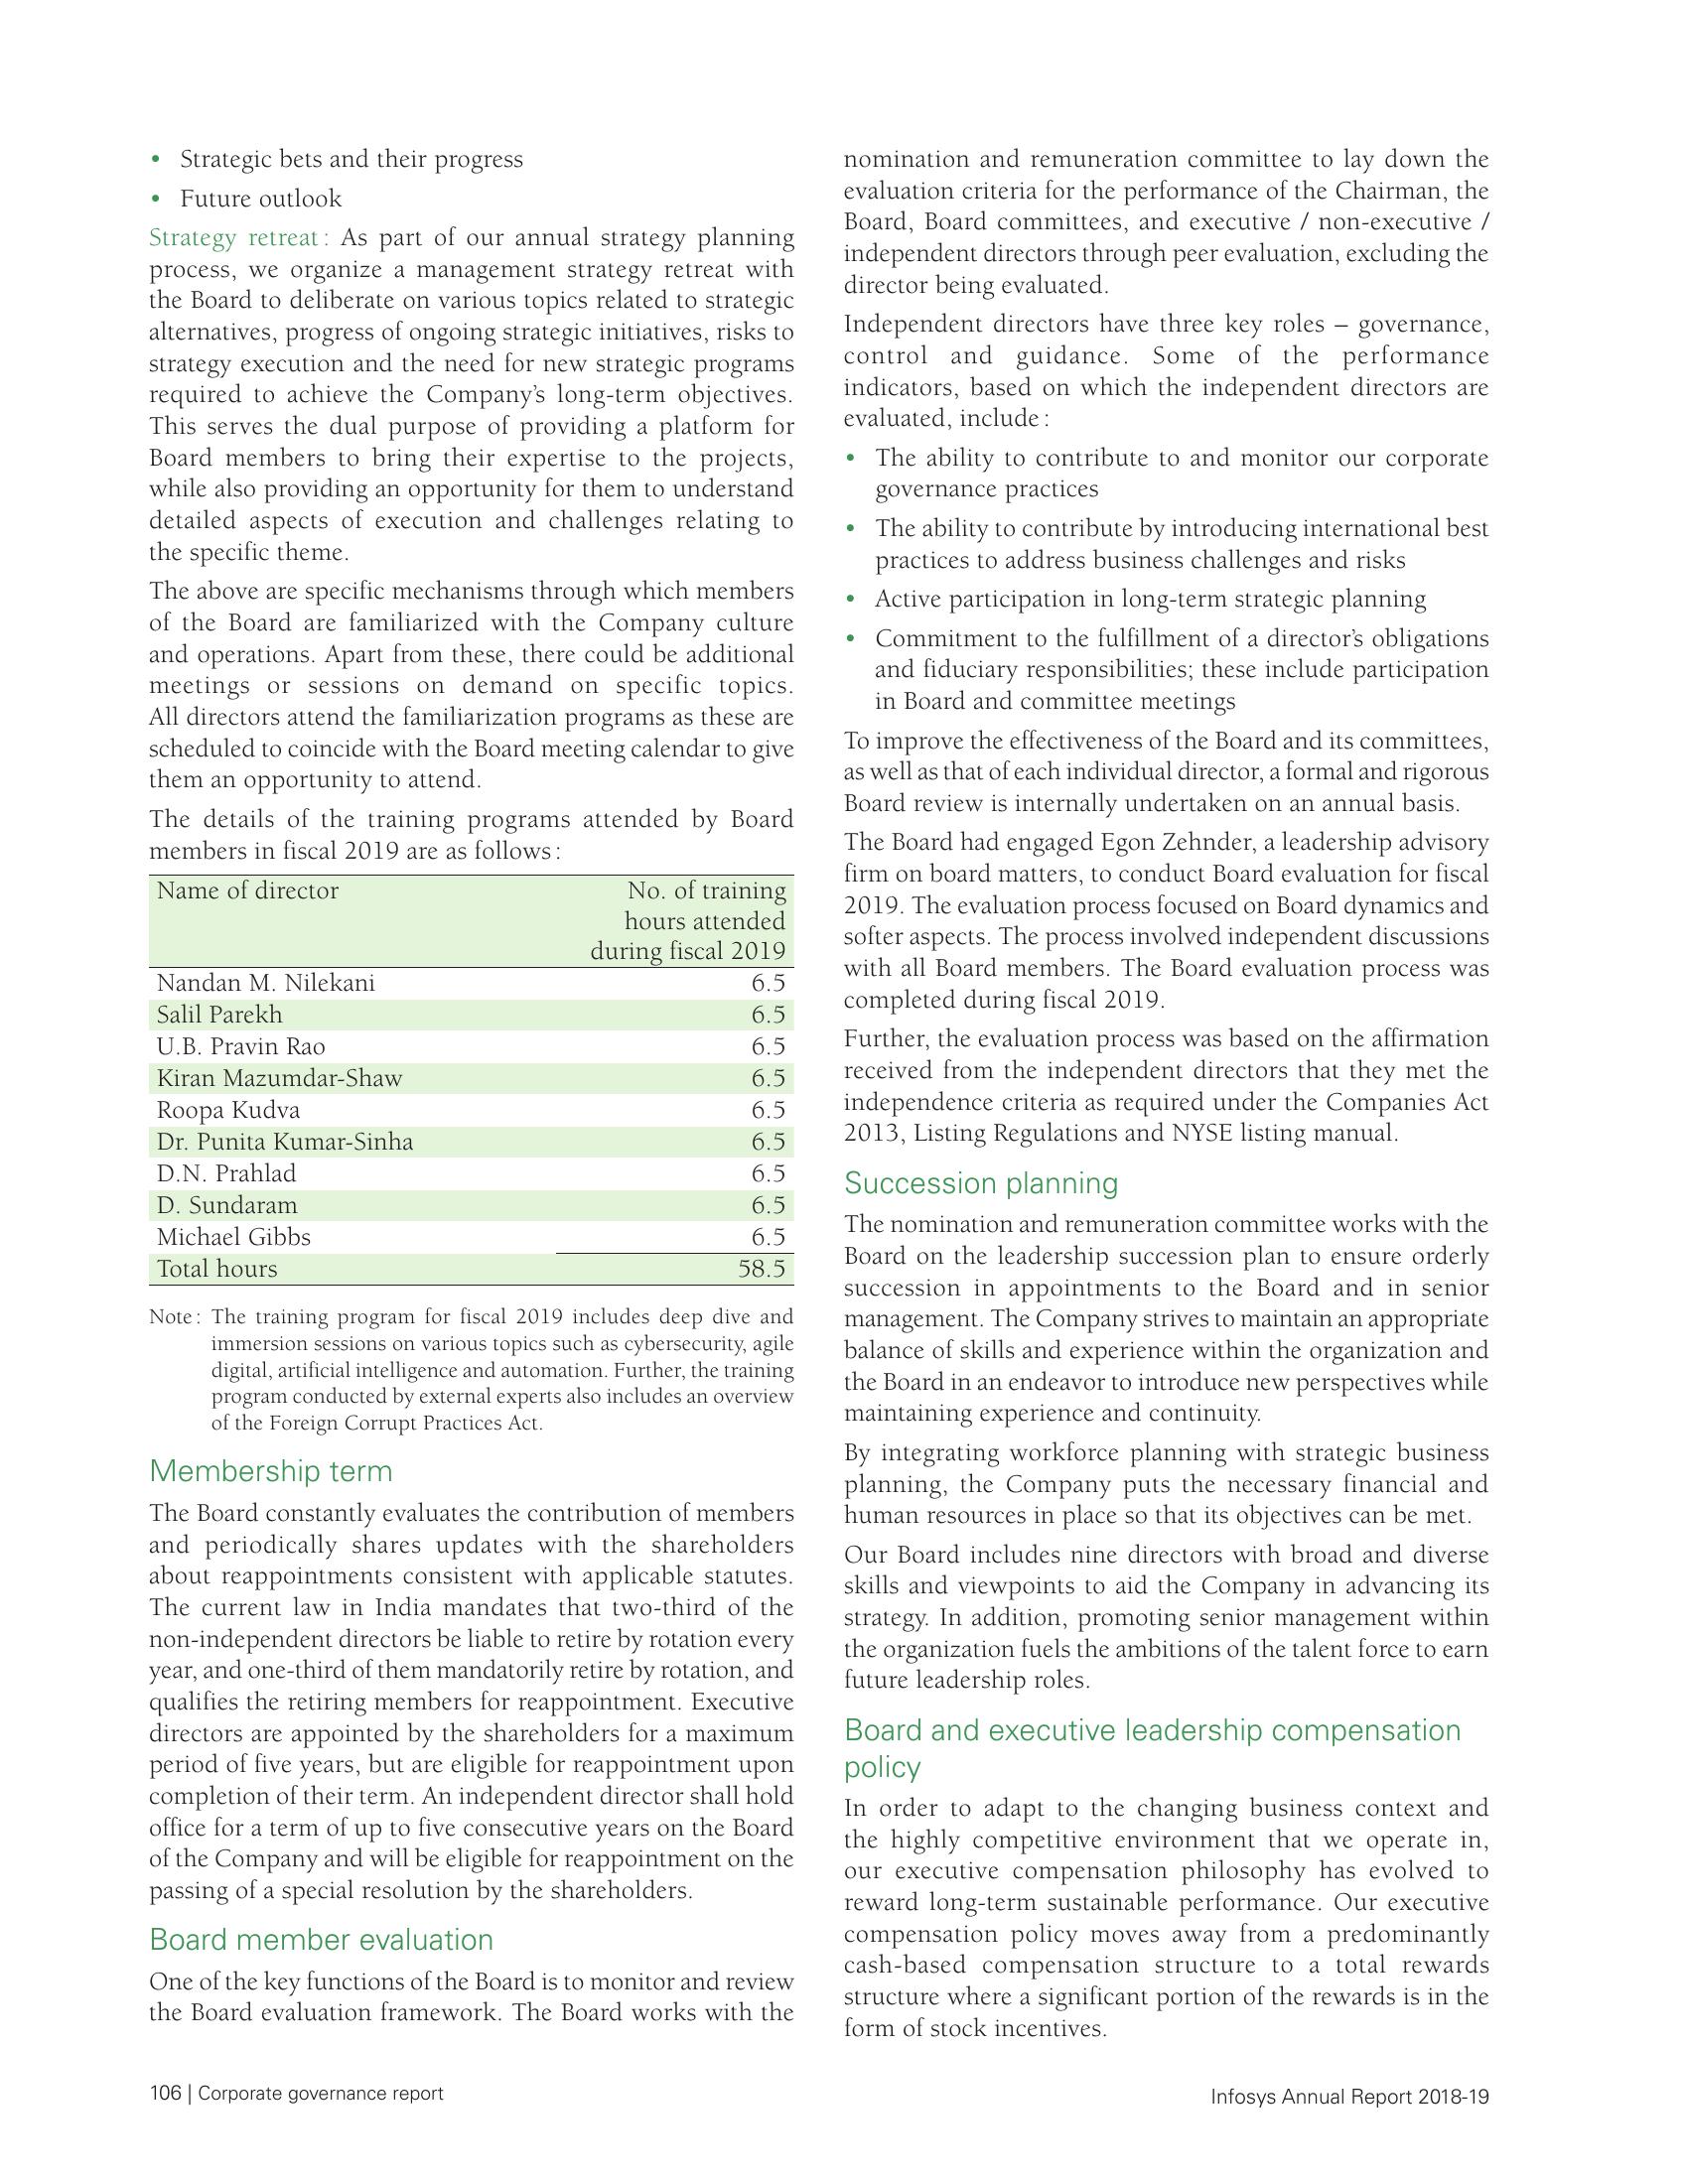 • Strategic bets and their progress
• Future outlook
Strategy retreat : As part of our annual strategy planning
process, we organize a management strategy retreat with
the Board to deliberate on various topics related to strategic
alternatives, progress of ongoing strategic initiatives, risks to
strategy execution and the need for new strategic programs
required to achieve the Company’s long-term objectives.
This serves the dual purpose of providing a platform for
Board members to bring their expertise to the projects,
while also providing an opportunity for them to understand
detailed aspects of execution and challenges relating to
the specific theme.
The above are specific mechanisms through which members
of the Board are familiarized with the Company culture
and operations. Apart from these, there could be additional
meetings or sessions on demand on specific topics.
All directors attend the familiarization programs as these are
scheduled to coincide with the Board meeting calendar to give
them an opportunity to attend.
The details of the training programs attended by Board
members in fiscal 2019 are as follows :
Name of director No. of training
hours attended
during fiscal 2019
Nandan M. Nilekani 6.5
Salil Parekh 6.5
U.B. Pravin Rao 6.5
Kiran Mazumdar-Shaw 6.5
Roopa Kudva 6.5
Dr. Punita Kumar-Sinha 6.5
D.N. Prahlad 6.5
D. Sundaram 6.5
Michael Gibbs 6.5
Total hours 58.5
Note : The training program for fiscal 2019 includes deep dive and
immersion sessions on various topics such as cybersecurity, agile
digital, artificial intelligence and automation. Further, the training
program conducted by external experts also includes an overview
of the Foreign Corrupt Practices Act.
Membership term
The Board constantly evaluates the contribution of members
and periodically shares updates with the shareholders
about reappointments consistent with applicable statutes.
The current law in India mandates that two-third of the
non-independent directors be liable to retire by rotation every
year, and one-third of them mandatorily retire by rotation, and
qualifies the retiring members for reappointment. Executive
directors are appointed by the shareholders for a maximum
period of five years, but are eligible for reappointment upon
completion of their term. An independent director shall hold
office for a term of up to five consecutive years on the Board
of the Company and will be eligible for reappointment on the
passing of a special resolution by the shareholders.
Board member evaluation
One of the key functions of the Board is to monitor and review
the Board evaluation framework. The Board works with the
nomination and remuneration committee to lay down the
evaluation criteria for the performance of the Chairman, the
Board, Board committees, and executive / non-executive /
independent directors through peer evaluation, excluding the
director being evaluated.
Independent directors have three key roles – governance,
control and guidance. Some of the performance
indicators, based on which the independent directors are
evaluated, include :
• The ability to contribute to and monitor our corporate
governance practices
• The ability to contribute by introducing international best
practices to address business challenges and risks
• Active participation in long-term strategic planning
• Commitment to the fulfillment of a director’s obligations
and fiduciary responsibilities; these include participation
in Board and committee meetings
To improve the effectiveness of the Board and its committees,
as well as that of each individual director, a formal and rigorous
Board review is internally undertaken on an annual basis.
The Board had engaged Egon Zehnder, a leadership advisory
firm on board matters, to conduct Board evaluation for fiscal
2019. The evaluation process focused on Board dynamics and
softer aspects. The process involved independent discussions
with all Board members. The Board evaluation process was
completed during fiscal 2019.
Further, the evaluation process was based on the affirmation
received from the independent directors that they met the
independence criteria as required under the Companies Act
2013, Listing Regulations and NYSE listing manual.
Succession planning
The nomination and remuneration committee works with the
Board on the leadership succession plan to ensure orderly
succession in appointments to the Board and in senior
management. The Company strives to maintain an appropriate
balance of skills and experience within the organization and
the Board in an endeavor to introduce new perspectives while
maintaining experience and continuity.
By integrating workforce planning with strategic business
planning, the Company puts the necessary financial and
human resources in place so that its objectives can be met.
Our Board includes nine directors with broad and diverse
skills and viewpoints to aid the Company in advancing its
strategy. In addition, promoting senior management within
the organization fuels the ambitions of the talent force to earn
future leadership roles.
Board and executive leadership compensation
policy
In order to adapt to the changing business context and
the highly competitive environment that we operate in,
our executive compensation philosophy has evolved to
reward long-term sustainable performance. Our executive
compensation policy moves away from a predominantly
cash-based compensation structure to a total rewards
structure where a significant portion of the rewards is in the
form of stock incentives.
106 | Corporate governance report
Infosys Annual Report 2018-19